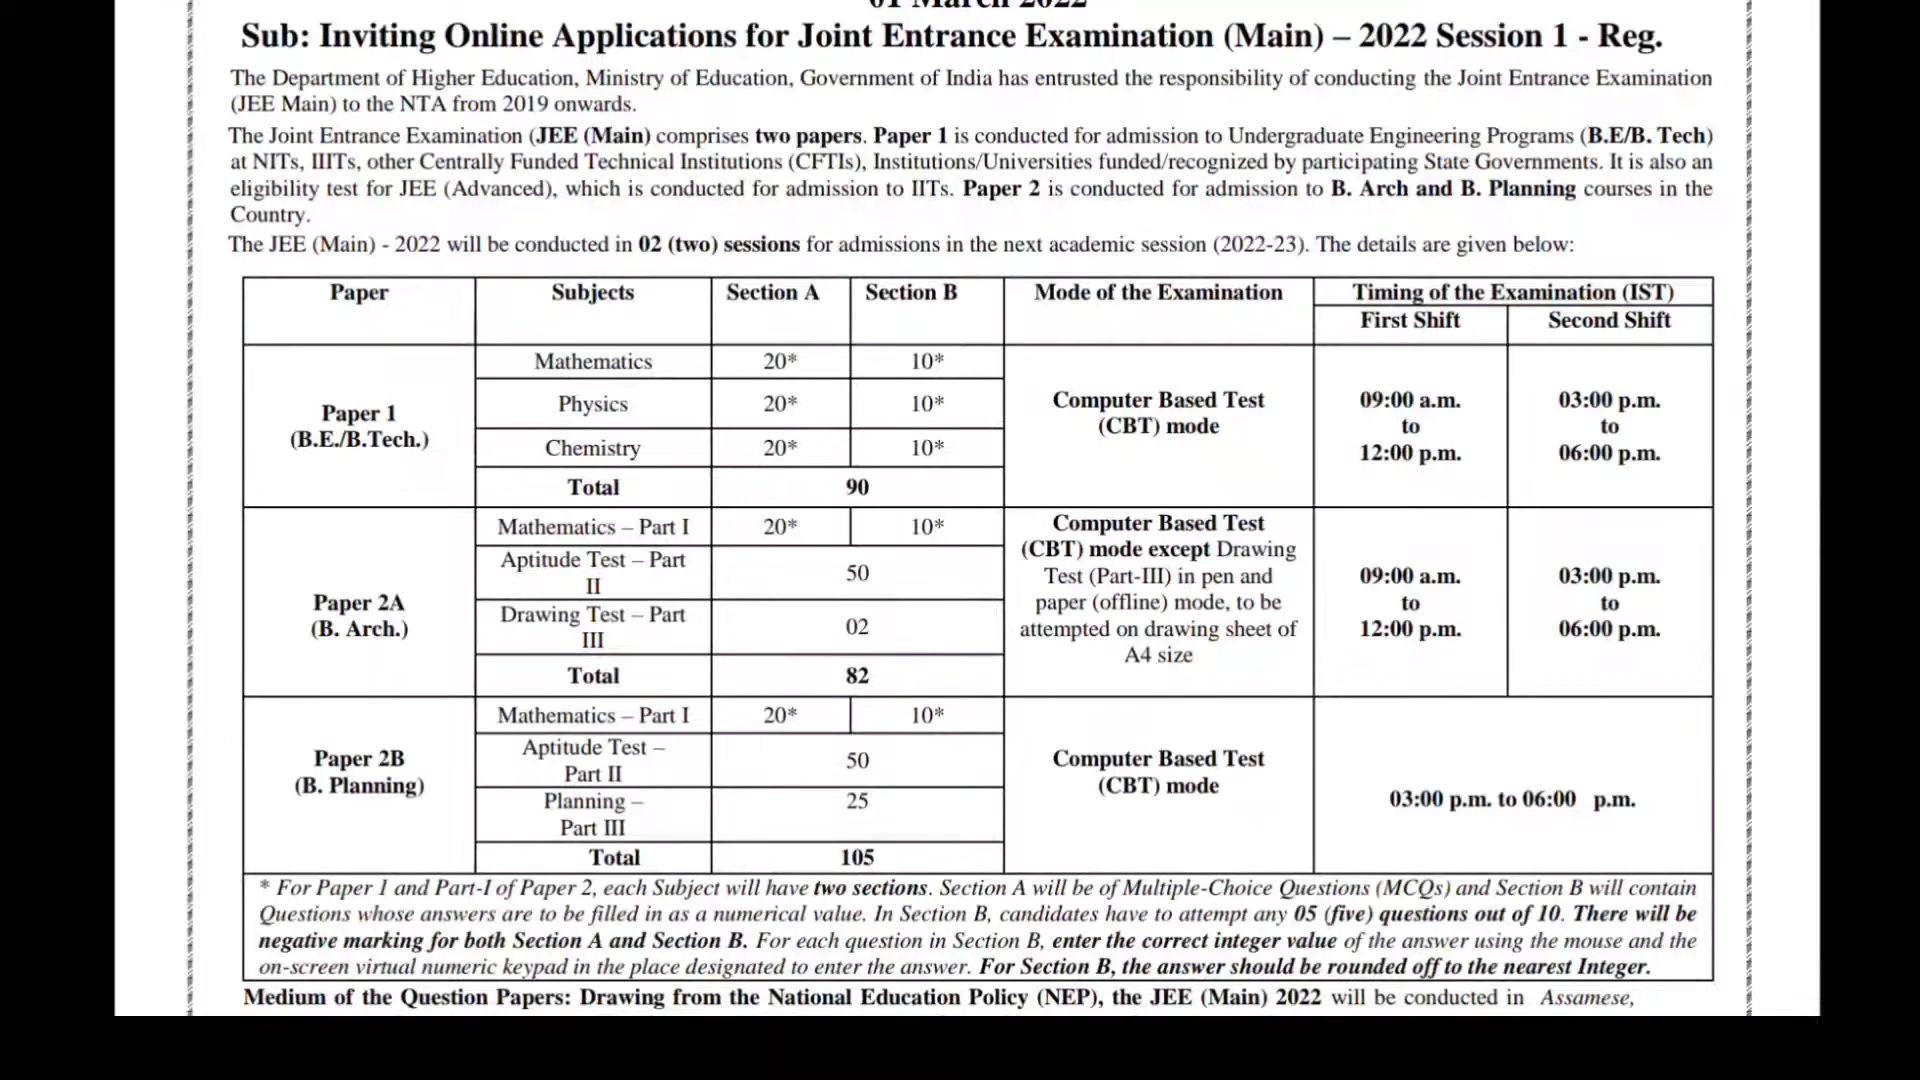 01 March 2022
Sub: Inviting Online Applications for Joint Entrance Examination (Main) – 2022 Session 1 - Reg.
The Department of Higher Education, Ministry of Education, Government of India has entrusted the responsibility of conducting the Joint Entrance Examination
(JEE Main) to the NTA from 2019 onwards.
The Joint Entrance Examination (JEE (Main) comprises two papers. Paper 1 is conducted for admission to Undergraduate Engineering Programs (B.E/B. Tech)
at NITs, IIITs, other Centrally Funded Technical Institutions (CFTIs), Institutions/Universities funded/recognized by participating State Governments. It is also an
eligibility test for JEE (Advanced), which is conducted for admission to IITs. Paper 2 is conducted for admission to B. Arch and B. Planning courses in the
Country.
The JEE (Main) - 2022 will be conducted in 02 (two) sessions for admissions in the next academic session (2022-23). The details are given below:
Paper Subjects Section A Section B Mode of the Examination Timing of the Examination (IST)
First Shift Second Shift
Paper 1
(B.E./B.Tech.)
Mathematics 20* 10*
Physics 20* 10*
Chemistry 20* 10*
Total 90
Computer Based Test
(CBT) mode
09:00 a.m.
to
12:00 p.m.
03:00 p.m.
to
06:00 p.m.
Paper 2A
(B. Arch.)
Mathematics – Part I 20* 10*
Aptitude Test – Part
II
50
Drawing Test – Part
III
02
Total 82
Computer Based Test
(CBT) mode except Drawing
Test (Part-III) in pen and
paper (offline) mode, to be
attempted on drawing sheet of
A4 size
09:00 a.m.
to
12:00 p.m.
03:00 p.m.
to
06:00 p.m.
Paper 2B
(B. Planning)
Mathematics – Part I 20* 10*
Aptitude Test –
Part II
50
Planning –
Part III
25
Total 105
Computer Based Test
(CBT) mode
03:00 p.m. to 06:00 p.m.
* For Paper 1 and Part-I of Paper 2, each Subject will have two sections. Section A will be of Multiple-Choice Questions (MCQs) and Section B will contain
Questions whose answers are to be filled in as a numerical value. In Section B, candidates have to attempt any 05 (five) questions out of 10. There will be
negative marking for both Section A and Section B. For each question in Section B, enter the correct integer value of the answer using the mouse and the
on-screen virtual numeric keypad in the place designated to enter the answer. For Section B, the answer should be rounded off to the nearest Integer.
Medium of the Question Papers: Drawing from the National Education Policy (NEP), the JEE (Main) 2022 will be conducted in Assamese,